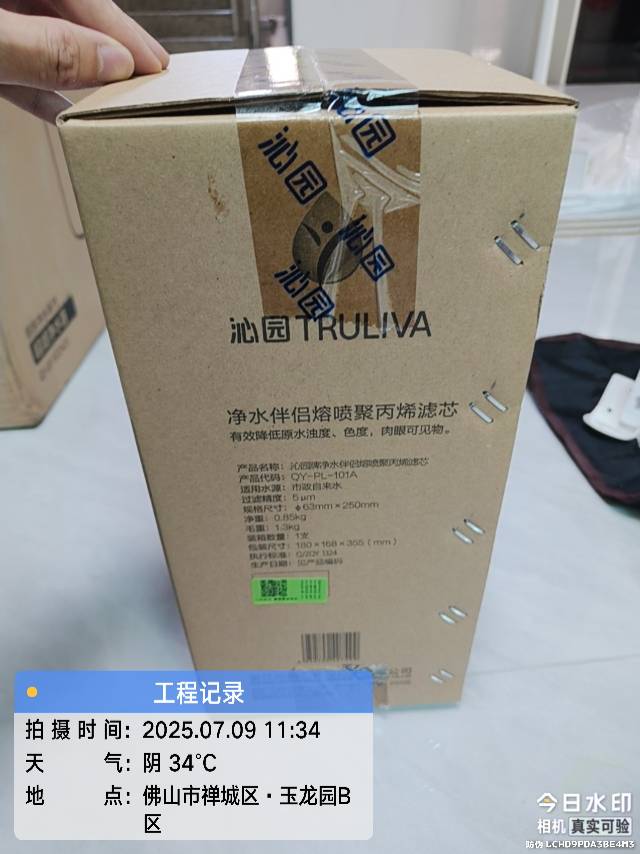 沁园
沁园
沁园
沁园
沁园TRULIVA
净水伴侣熔喷聚丙烯滤芯
有效降低原水浊度、色度，肉眼可见物。
产品名称：沁园牌净水伴侣熔喷聚丙烯滤芯
产品代码：QY-PL-101A
适用水源：市政自来水
过滤精度：5μm
规格尺寸：φ63mm×250mm
净重：0.85kg
毛重：1.3kg
装箱数量：1支
包装尺寸：180×168×355（mm）
执行标准：Q/ZQY 1324
生产日期：见产品编码
工程记录
拍摄时间：2025.07.09 11:34
天气：阴 34℃
地点：佛山市禅城区·玉龙园B
区
今日水印
相机 真实可验
防伪 LCHD9PDA3BE4M3